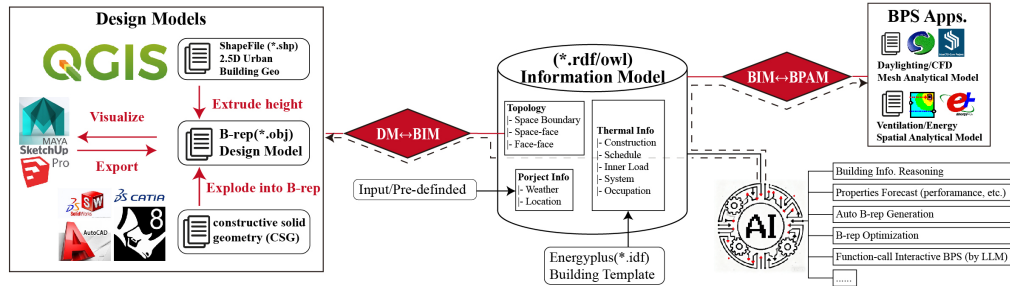 Design Models
QGIS
ShapeFile (*.shp)
2.5D Urban
Building Geo
Extrude height
Visualize
MAYA
SketchUp
Pro
Export
B-rep(*.obj)
Design Model
Explode into B-rep
SW
SolidWorks
CATIA
AutoCAD
8
constructive solid
geometry (CSG)
DM↔BIM
Input/Pre-definded
(*.rdf/owl)
Information Model
Topology
|- Space Boundary
|- Space-face
|- Face-face
Porject Info
|- Weather
|- Location
Thermal Info
|- Construction
|- Schedule
|- Inner Load
|- System
|- Occupation
Energyplus(*.idf)
Building Template
BIM↔BPAM
BPS Apps.
Daylighting/CFD
Mesh Analytical Model
Ventilation/Energy
Spatial Analytical Model
AI
Building Info. Reasoning
Properties Forecast (perforamance, etc.)
Auto B-rep Generation
B-rep Optimization
Function-call Interactive BPS (by LLM)
......